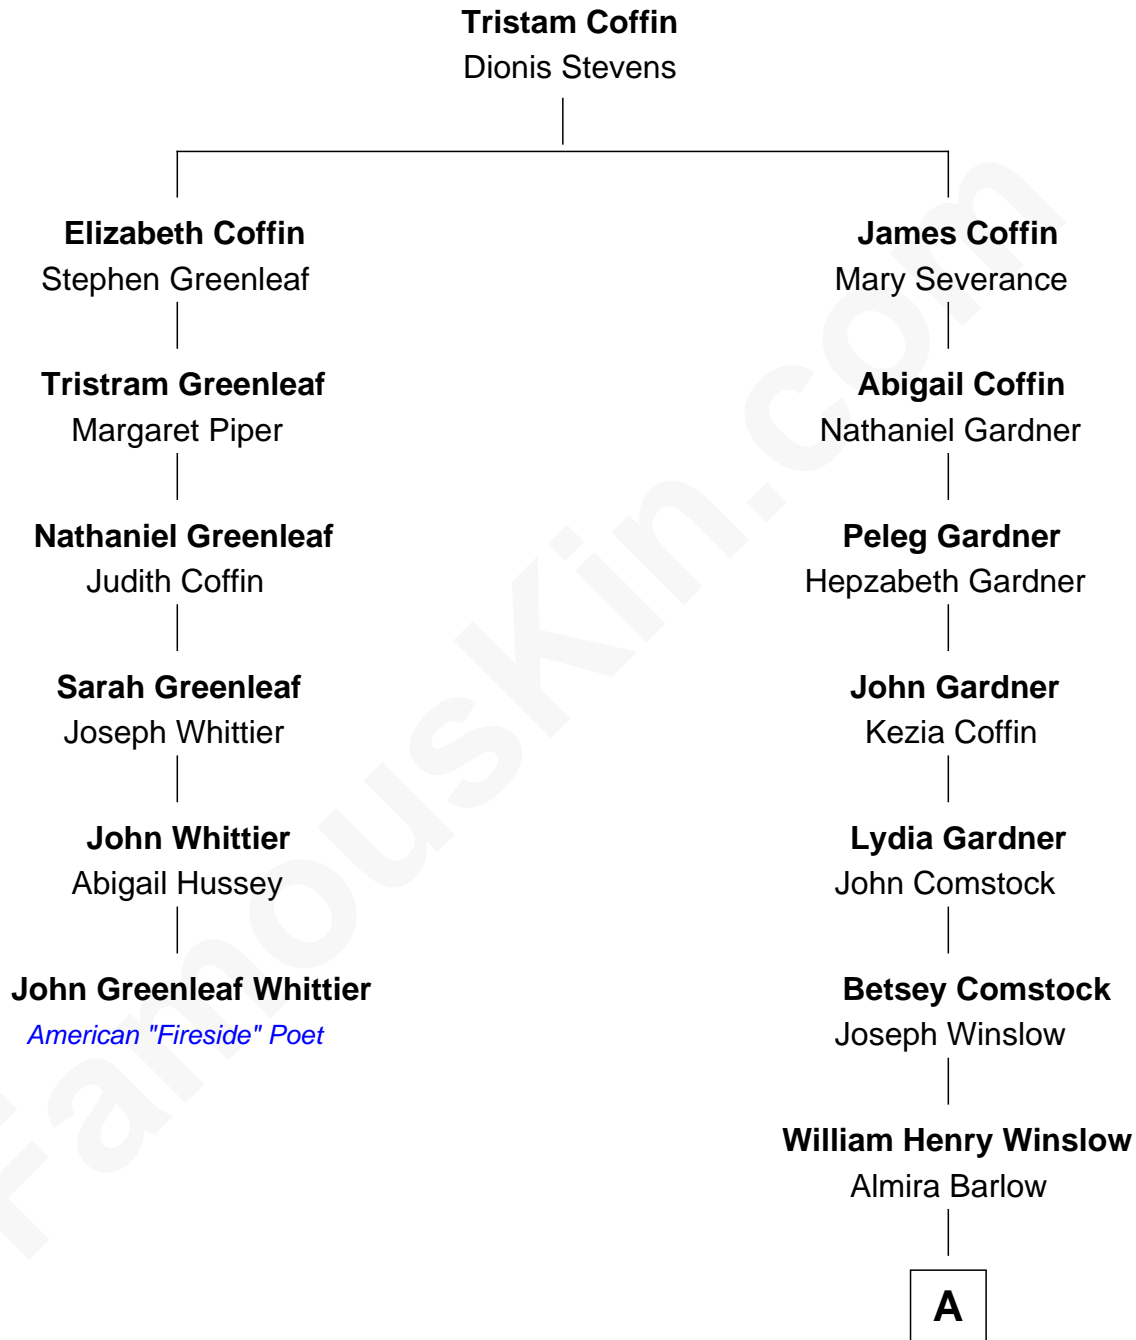 Tristam Coffin
Dionis Stevens
Elizabeth Coffin
Stephen Greenleaf
Tristram Greenleaf
Margaret Piper
Nathaniel Greenleaf
Judith Coffin
Sarah Greenleaf
Joseph Whittier
John Whittier
Abigail Hussey
John Greenleaf Whittier
American "Fireside" Poet
James Coffin
Mary Severance
Abigail Coffin
Nathaniel Gardner
Peleg Gardner
Hepzabeth Gardner
John Gardner
Kezia Coffin
Lydia Gardner
John Comstock
Betsey Comstock
Joseph Winslow
William Henry Winslow
Almira Barlow
A
FamousKin.com